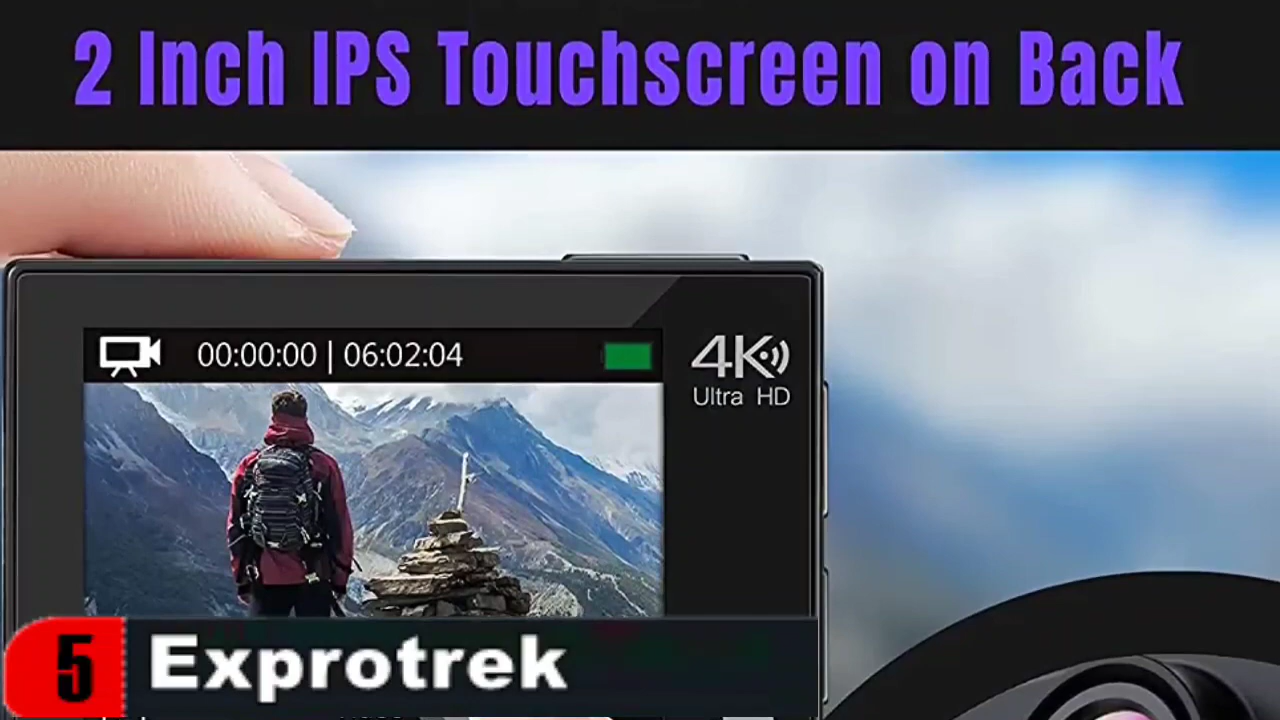 2 Inch IPS Touchscreen on Back
00:00:00 | 06:02:04
4K
Ultra HD
5 Exprotrek